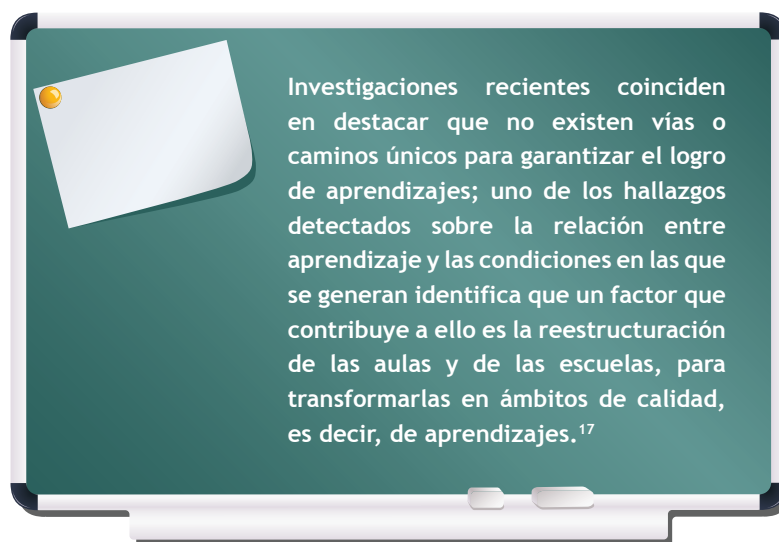 Investigaciones recientes coinciden
en destacar que no existen vías o
caminos únicos para garantizar el logro
de aprendizajes; uno de los hallazgos
detectados sobre la relación entre
aprendizaje y las condiciones en las que
se generan identifica que un factor que
contribuye a ello es la reestructuración
de las aulas y de las escuelas, para
transformarlas en ámbitos de calidad,
es decir, de aprendizajes.¹⁷